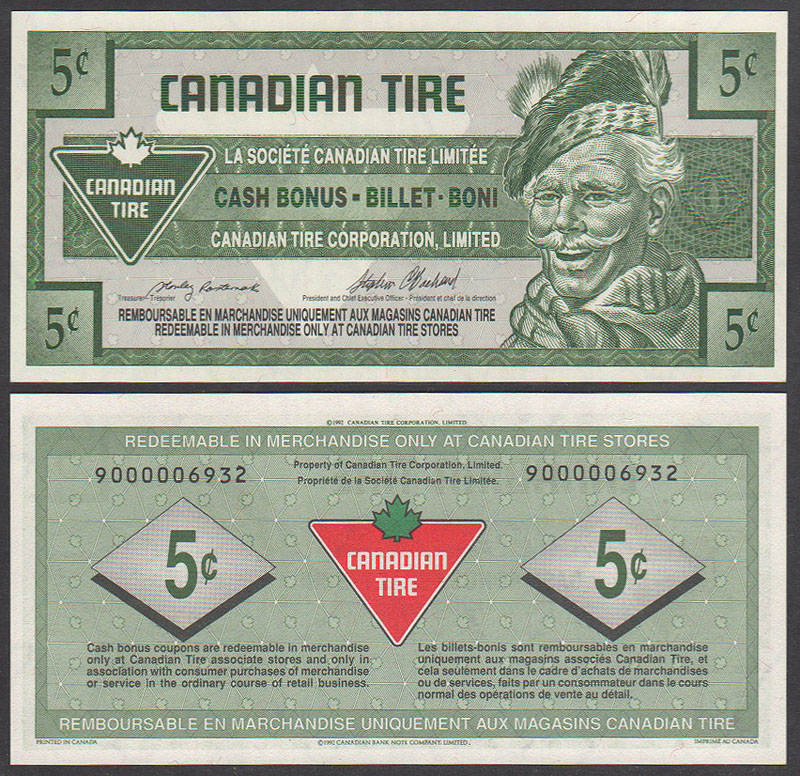 5¢
5¢
CANADIAN TIRE
CANADIAN
TIRE
LA SOCIÉTÉ CANADIAN TIRE LIMITÉE
CASH BONUS - BILLET - BONI
CANADIAN TIRE CORPORATION, LIMITED
Treasurer–Trésorier
President and Chief Executive Officer - Président et chef de la direction
5¢
5¢
REMBOURSABLE EN MARCHANDISE UNIQUEMENT AUX MAGASINS CANADIAN TIRE
REDEEMABLE IN MERCHANDISE ONLY AT CANADIAN TIRE STORES
©1992 CANADIAN TIRE CORPORATION, LIMITED
REDEEMABLE IN MERCHANDISE ONLY AT CANADIAN TIRE STORES
9000006932
Property of Canadian Tire Corporation, Limited.
Propriété de la Société Canadian Tire Limitée.
9000006932
5¢
CANADIAN
TIRE
5¢
Cash bonus coupons are redeemable in merchandise
only at Canadian Tire associate stores and only in
association with consumer purchases of merchandise
or service in the ordinary course of retail business.
Les billets-bonis sont remboursables en marchandise
uniquement aux magasins associés Canadian Tire, et
cela seulement dans le cadre d'achats de marchandises
ou de services, faits par un consommateur dans le cours
normal des opérations de vente au détail.
REMBOURSABLE EN MARCHANDISE UNIQUEMENT AUX MAGASINS CANADIAN TIRE
PRINTED IN CANADA
©1992 CANADIAN BANK NOTE COMPANY, LIMITED.
IMPRIMÉ AU CANADA